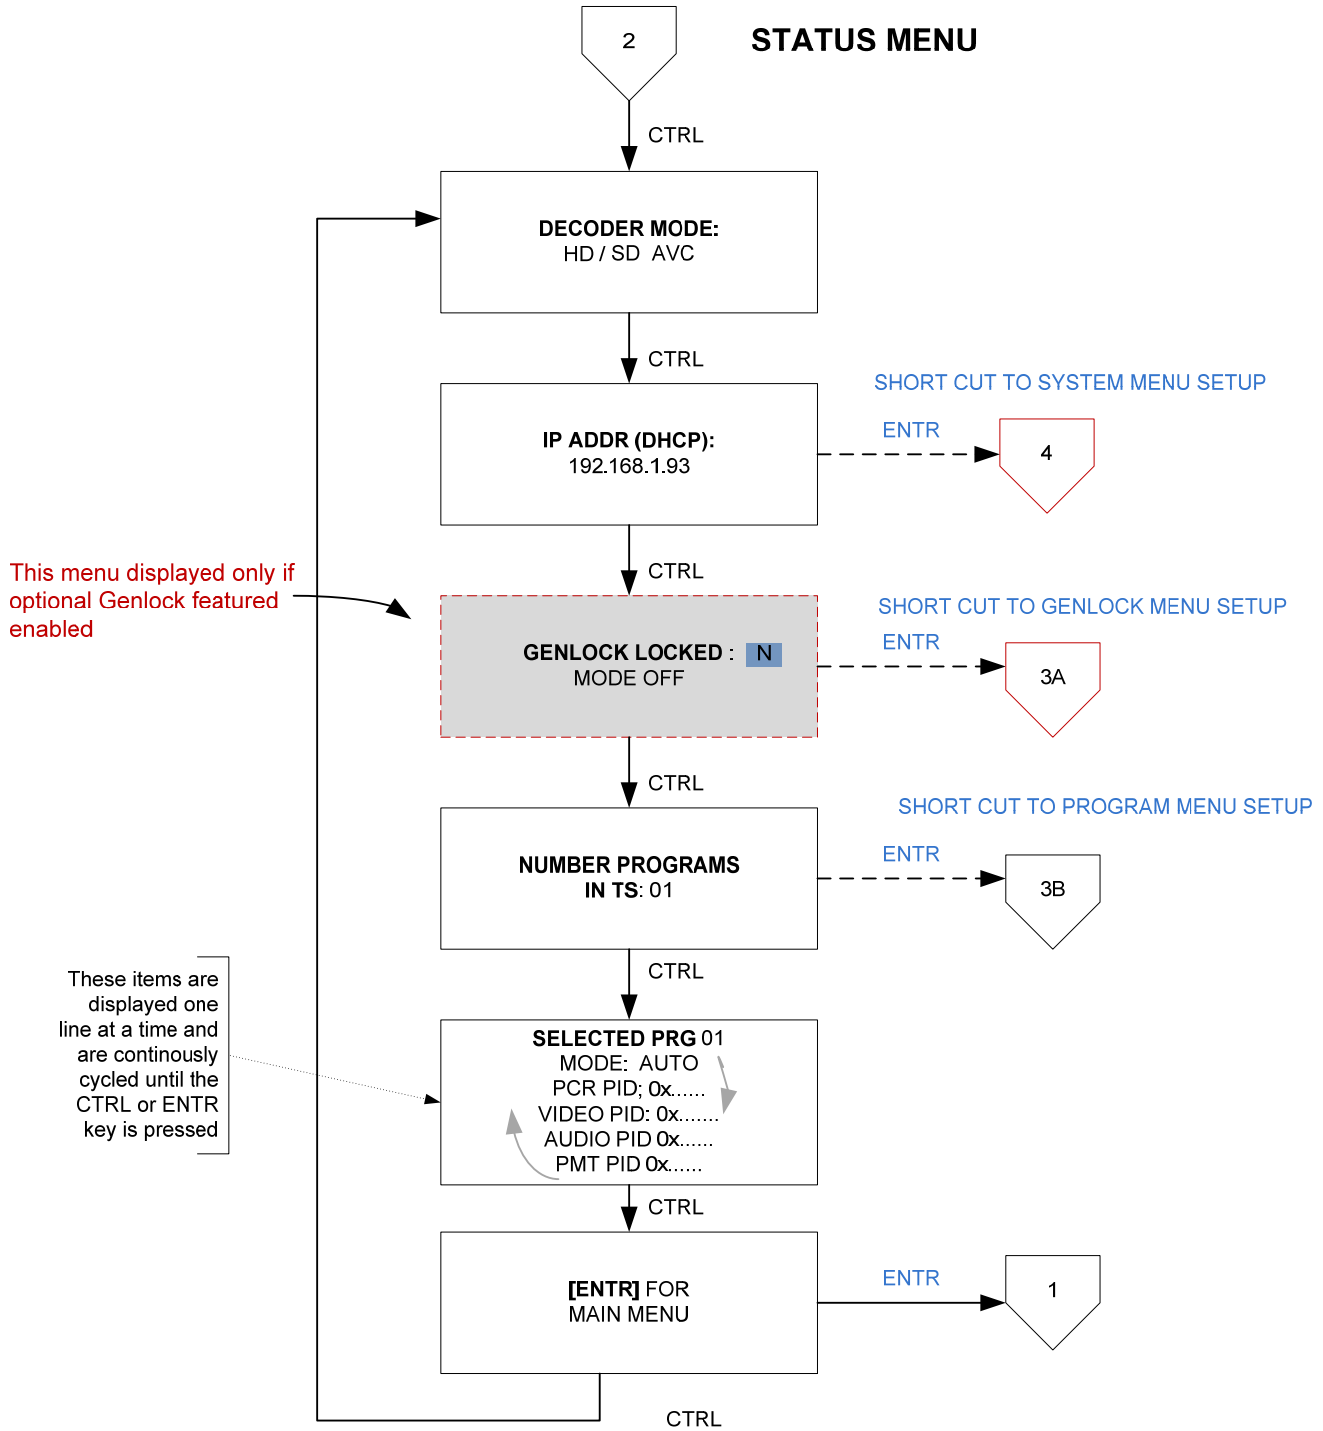 2
STATUS MENU
CTRL
DECODER MODE:
HD / SD AVC
CTRL
SHORT CUT TO SYSTEM MENU SETUP
IP ADDR (DHCP):
192.168.1.93
ENTR
4
CTRL
This menu displayed only if
optional Genlock featured
enabled
SHORT CUT TO GENLOCK MENU SETUP
ENTR
GENLOCK LOCKED : N
MODE OFF
3A
CTRL
SHORT CUT TO PROGRAM MENU SETUP
ENTR
NUMBER PROGRAMS
IN TS: 01
3B
CTRL
These items are
displayed one
line at a time and
are continously
cycled until the
CTRL or ENTR
key is pressed
SELECTED PRG 01
MODE: AUTO
PCR PID; 0x......
VIDEO PID: 0x.......
AUDIO PID 0x......
PMT PID 0x......
CTRL
[ENTR] FOR
MAIN MENU
ENTR
1
CTRL